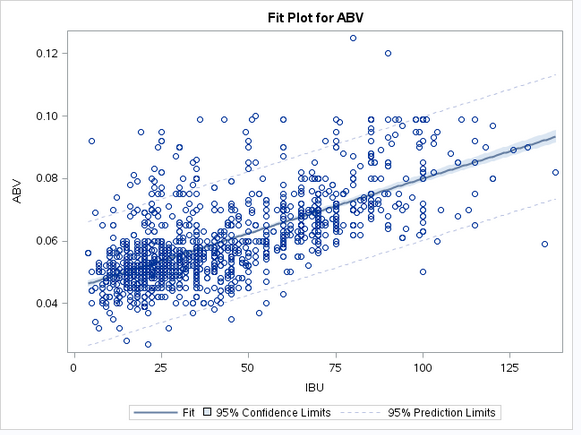 Fit Plot for ABV
0.12
0.10
0.08
0.06
0.04
ABV
0 25 50 75 100 125
IBU
Fit 95% Confidence Limits 95% Prediction Limits